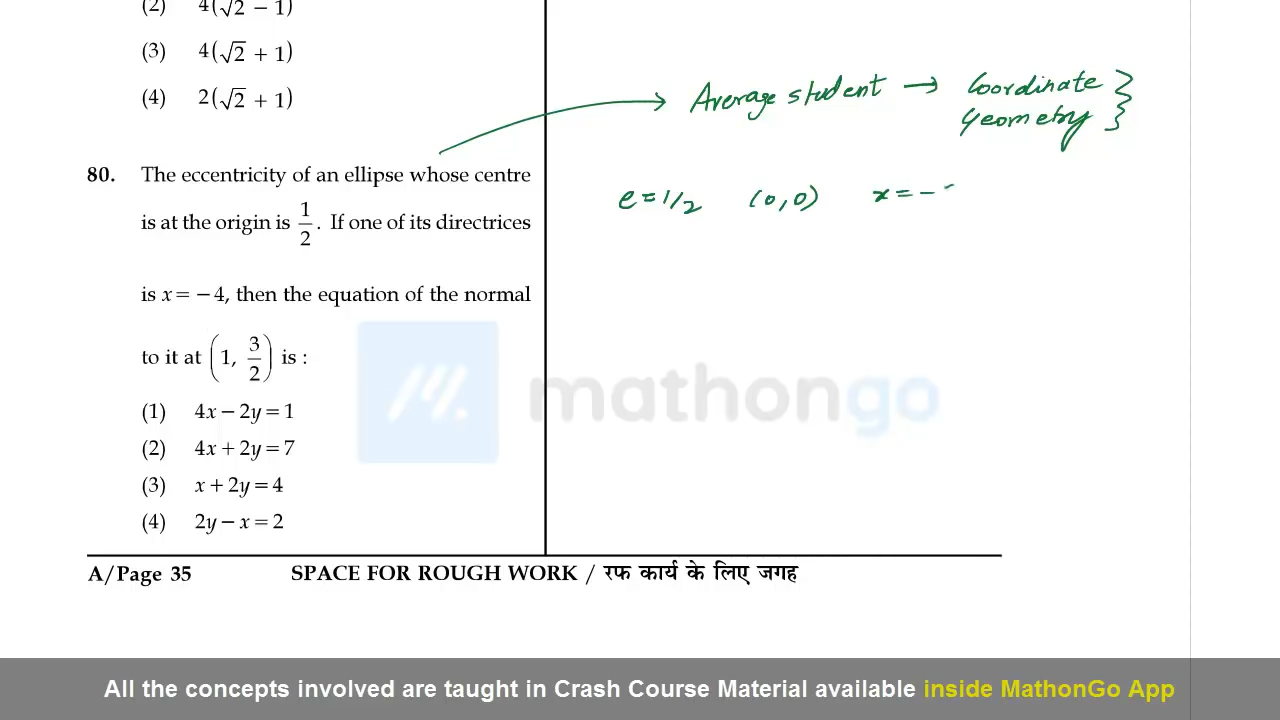 (2) 4(√2 − 1)
(3) 4(√2 + 1)
(4) 2(√2 + 1)
Average student → Coordinate
Geometry }
80. The eccentricity of an ellipse whose centre
is at the origin is 1/2. If one of its directrices
is x = − 4, then the equation of the normal
to it at (1, 3/2) is :
(1) 4x − 2y = 1
(2) 4x + 2y = 7
(3) x + 2y = 4
(4) 2y − x = 2
e = 1/2 (0,0) x = −
mathongo
A/Page 35 SPACE FOR ROUGH WORK / रफ कार्य के लिए जगह
All the concepts involved are taught in Crash Course Material available inside MathonGo App